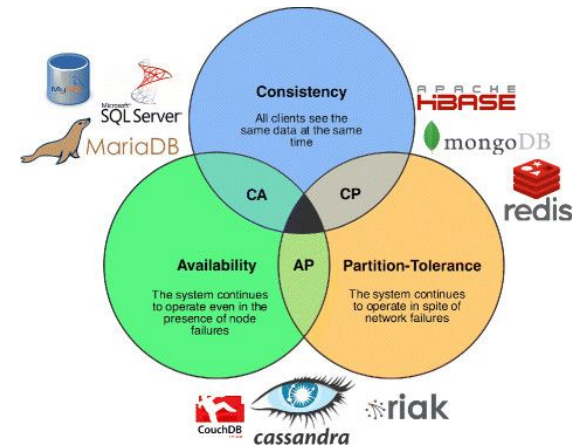 MySQL
Microsoft
SQL Server
MariaDB
Consistency
All clients see the
same data at the same
time
APACHE
HBASE
mongoDB
redis
CA
CP
Availability
The system continues
to operate even in the
presence of node
failures
AP
Partition-Tolerance
The system continues
to operate in spite of
network failures
CouchDB
cassandra
riak